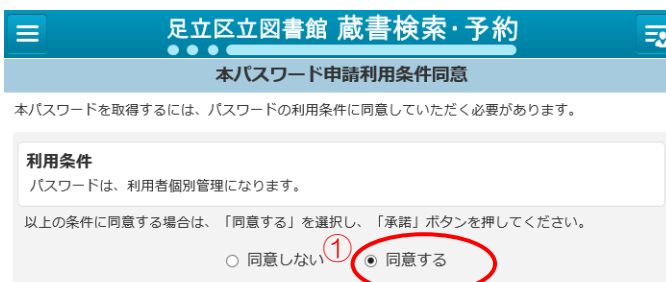 足立区立図書館 蔵書検索・予約
本パスワード申請利用条件同意
本パスワードを取得するには、パスワードの利用条件に同意していただく必要があります。
利用条件
パスワードは、利用者個別管理になります。
以上の条件に同意する場合は、「同意する」を選択し、「承諾」ボタンを押してください。
同意しない ① 同意する